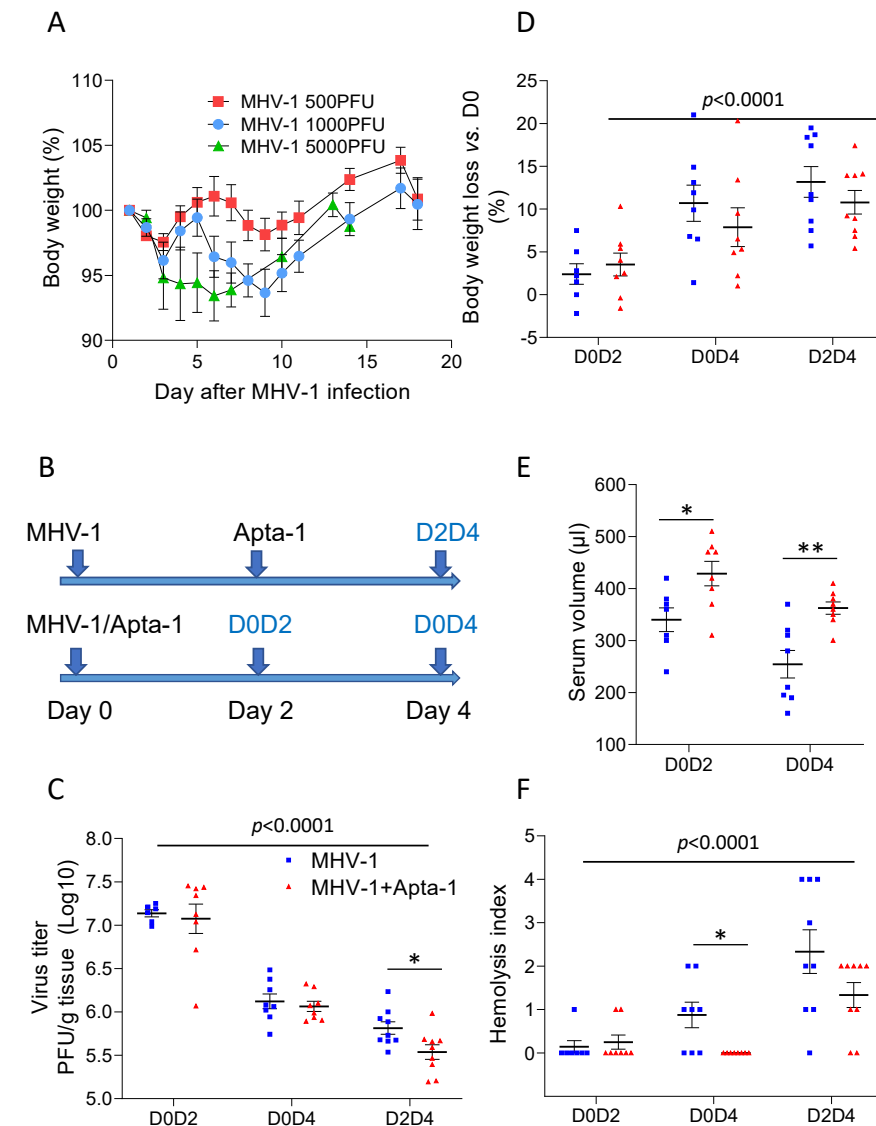 A
110
105
100
95
90
Body weight (%)
MHV-1 500PFU
MHV-1 1000PFU
MHV-1 5000PFU
0
5
10
15
20
Day after MHV-1 infection
D
25
20
15
10
5
0
-5
Body weight loss vs. D0
(%)
p<0.0001
D0D2
D0D4
D2D4
B
MHV-1
Apta-1
D2D4
MHV-1/Apta-1
D0D2
D0D4
Day 0
Day 2
Day 4
E
600
500
400
300
200
100
Serum volume (µl)
*
**
D0D2
D0D4
C
8.0
7.5
7.0
6.5
6.0
5.5
5.0
Virus titer
PFU/g tissue (Log10)
p<0.0001
MHV-1
MHV-1+Apta-1
*
D0D2
D0D4
D2D4
F
5
4
3
2
1
0
Hemolysis index
p<0.0001
*
D0D2
D0D4
D2D4